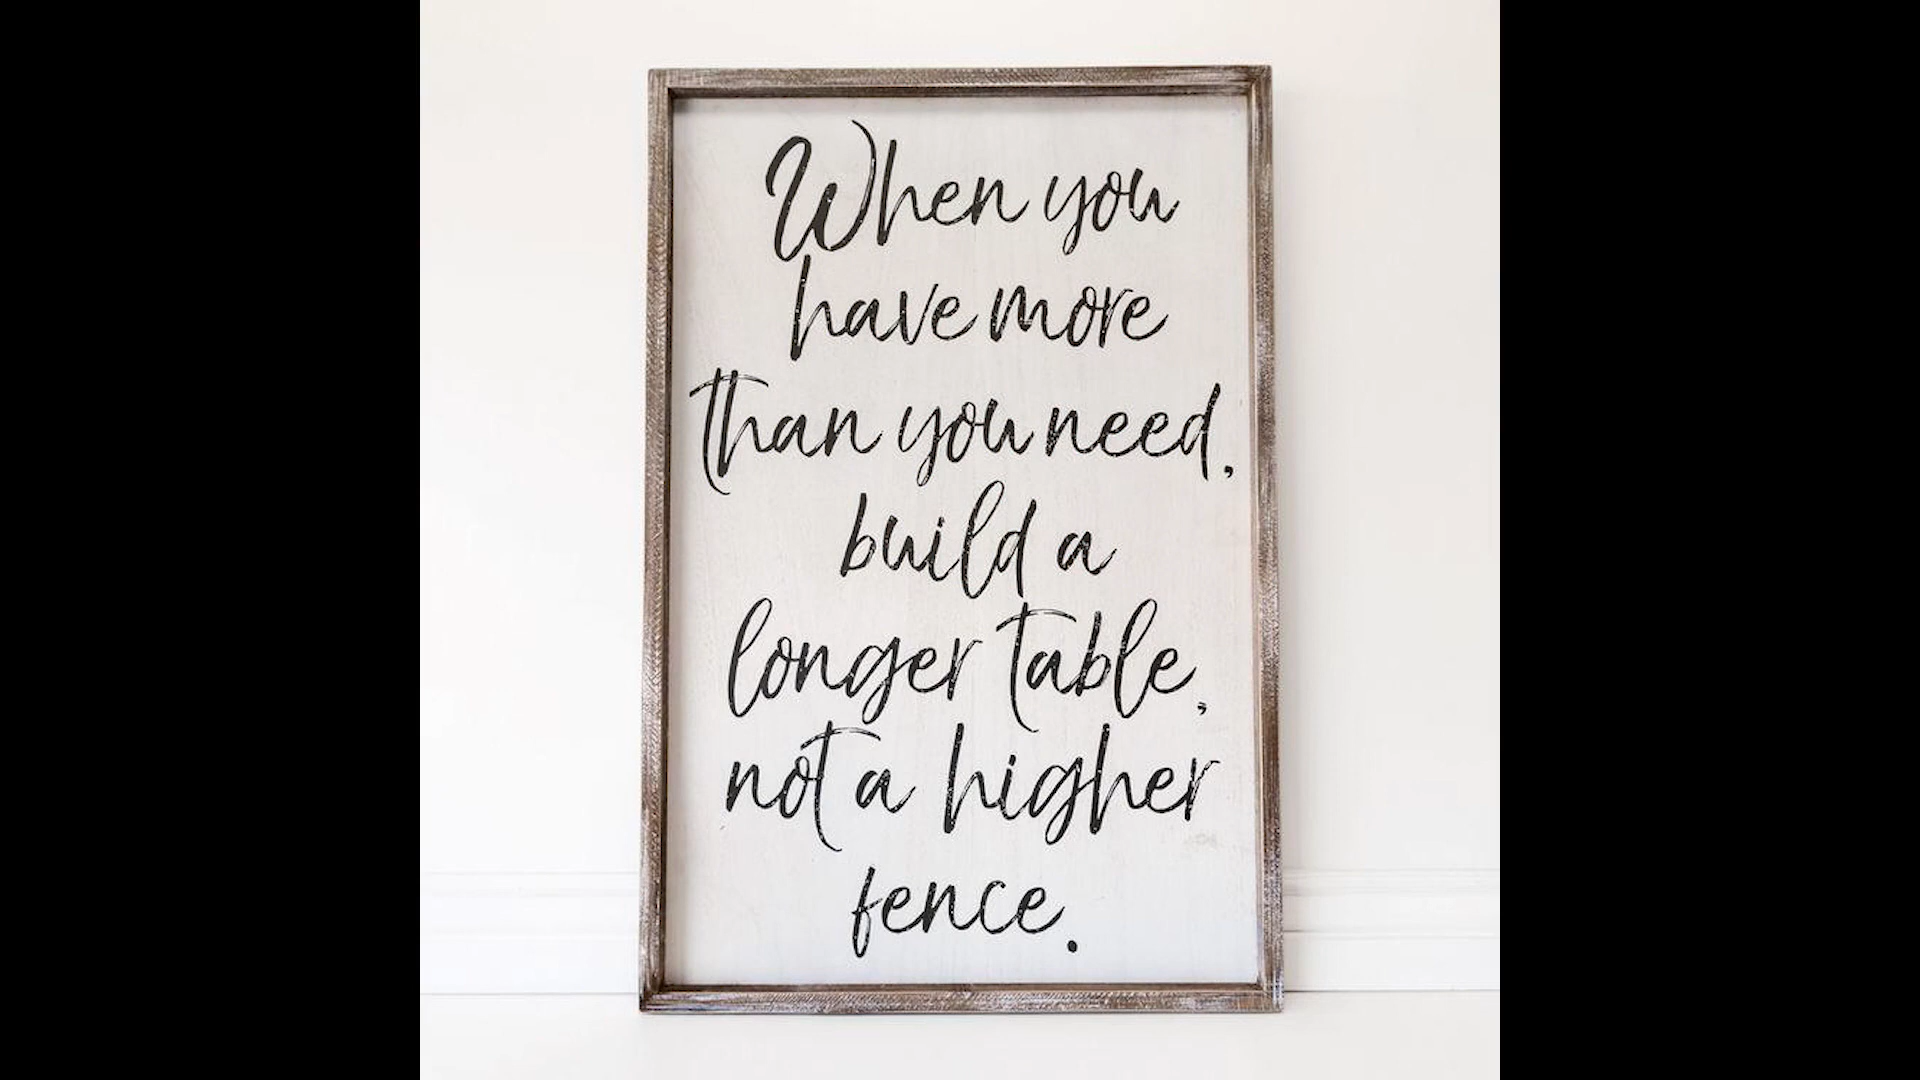 When you
have more
than you need,
build a
longer table,
not a higher
fence.